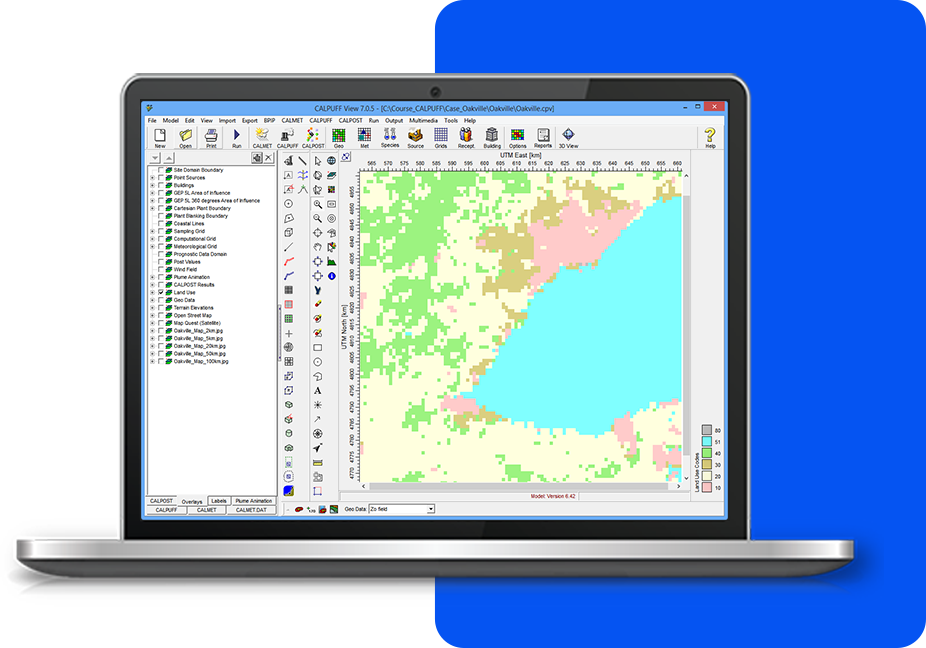 CALPUFF View 7.0.5 - [C:\Course_CALPUFF\Case_Oakville\Oakville\Oakville.cpv]
File Model Edit View Import Export BPIP CALMET CALPUFF CALPOST Run Output Multimedia Tools Help
New Open Print Run CALMET CALPUFF CALPOST Geo Met Species Source Grids Recept. Building Options Reports 3D View Help
UTM East [km]
565 570 575 580 585 590 595 600 605 610 615 620 625 630 635 640 645 650 655 660
Site Domain Boundary
Point Sources
Buildings
GEP 5L Area of Influence
GEP 5L 360 degrees Area of Influence
Cartesian Plant Boundary
Plant Blanking Boundary
Coastal Lines
Sampling Grid
Computational Grid
Meteorological Grid
Prognostic Data Domain
Post Values
Wind Field
Plume Animation
CALPOST Results
Land Use
Geo Data
Terrain Elevations
Open Street Map
Map Quest (Satellite)
Oakville_Map_2km.jpg
Oakville_Map_5km.jpg
Oakville_Map_20km.jpg
Oakville_Map_50km.jpg
Oakville_Map_100km.jpg
UTM North [km]
4855
4850
4845
4840
4835
4830
4825
4820
4815
4810
4805
4800
4795
4790
4785
4780
4775
4770
A
Land Use Codes
80
51
40
30
20
10
Model: Version 6.42
CALPOST Overlays Labels Plume Animation
CALPUFF CALMET CALMET.DAT
Geo Data: Zo field